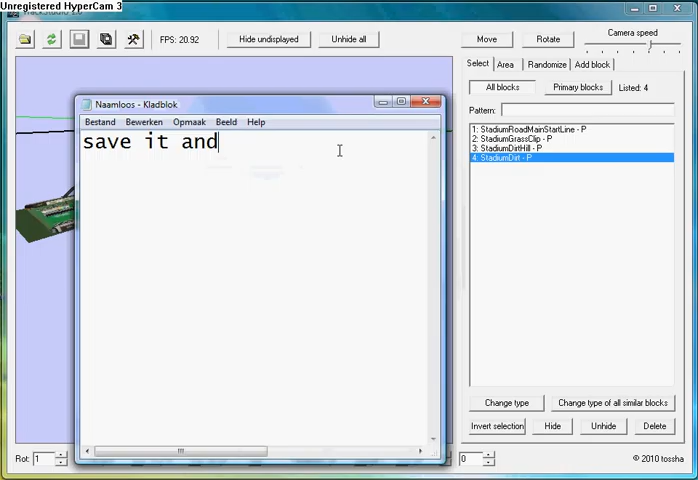 Unregistered HyperCam 3
FPS: 20.92
Hide undisplayed
Unhide all
Move
Rotate
Camera speed
Select
Area
Randomize
Add block
All blocks
Primary blocks
Listed: 4
Pattern:
1: StadiumRoadMainStartLine - P
2: StadiumGrassClip - P
3: StadiumDirtHill - P
4: StadiumDirt - P
Naamloos - Kladblok
Bestand
Bewerken
Opmaak
Beeld
Help
save it and
Change type
Change type of all similar blocks
Invert selection
Hide
Unhide
Delete
Rot:
1
0
© 2010 tossha